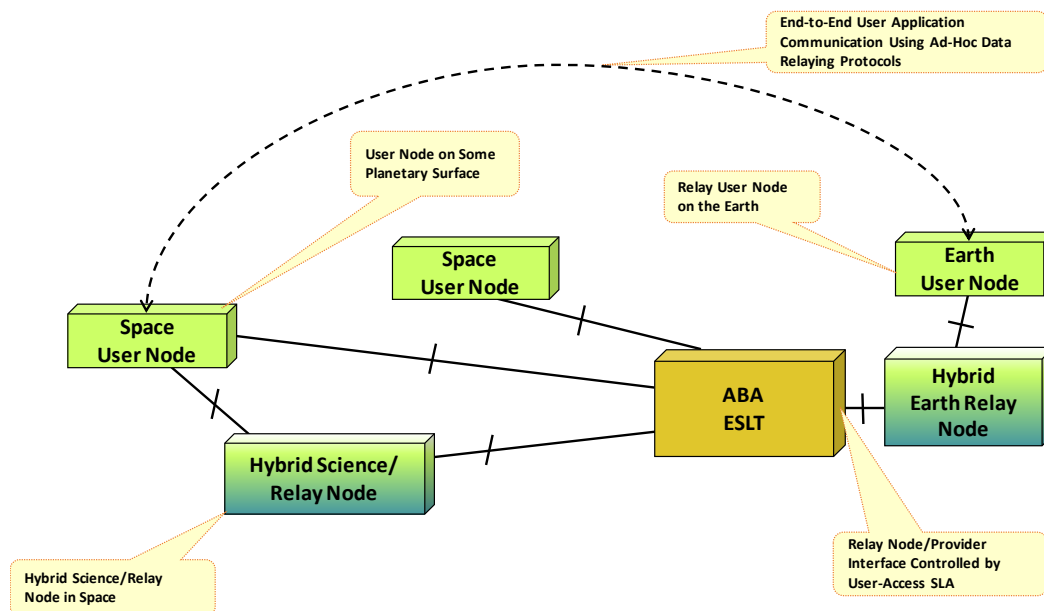 End-to-End User Application
Communication Using Ad-Hoc Data
Relaying Protocols
User Node on Some
Planetary Surface
Relay User Node
on the Earth
Space
User Node
Earth
User Node
Space
User Node
ABA
ESLT
Hybrid
Earth Relay
Node
Hybrid Science/
Relay Node
Hybrid Science/Relay
Node in Space
Relay Node/Provider
Interface Controlled by
User-Access SLA